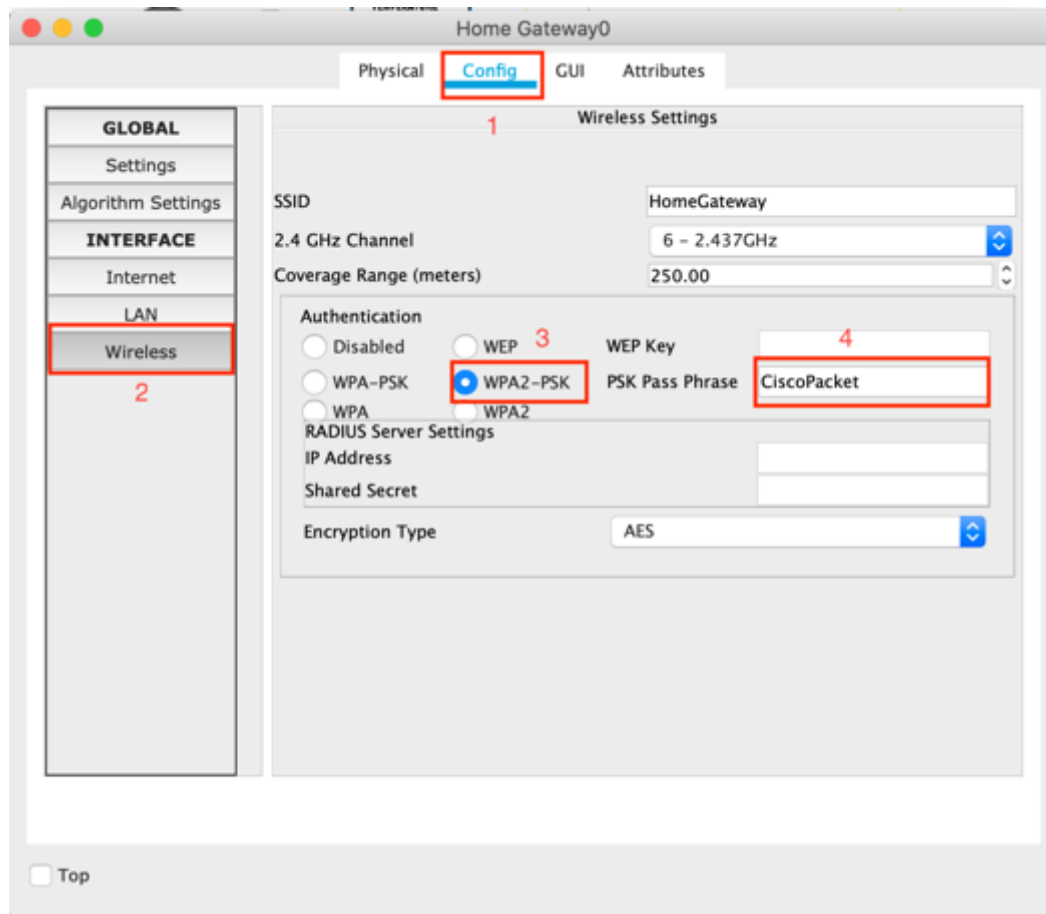 Home Gateway0
Physical Config GUI Attributes
1
GLOBAL
Settings
Algorithm Settings
INTERFACE
Internet
LAN
Wireless
2
Wireless Settings
SSID HomeGateway
2.4 GHz Channel 6 - 2.437GHz
Coverage Range (meters) 250.00
Authentication
Disabled WEP 3 WEP Key 4
WPA-PSK WPA2-PSK PSK Pass Phrase CiscoPacket
WPA WPA2
RADIUS Server Settings
IP Address
Shared Secret
Encryption Type AES
Top